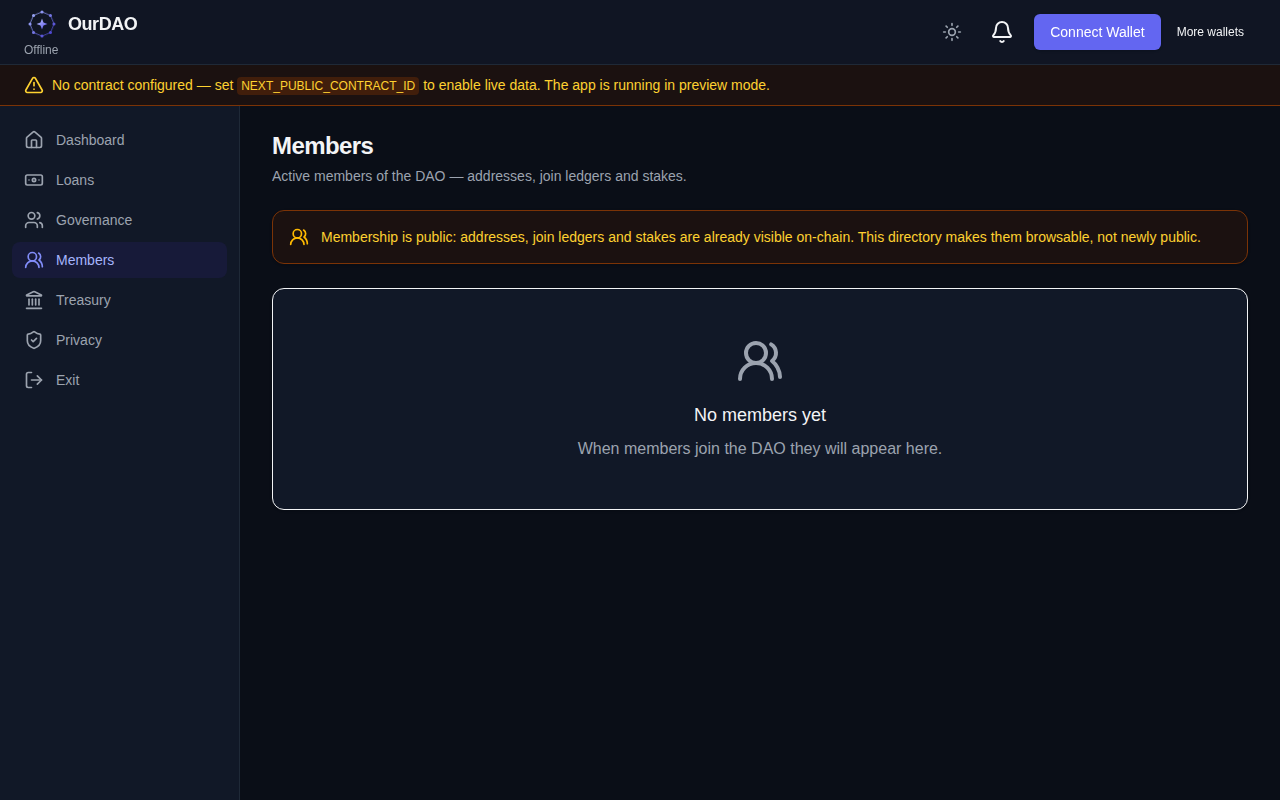 OurDAO
Offline
Connect Wallet
More wallets
No contract configured — set NEXT_PUBLIC_CONTRACT_ID to enable live data. The app is running in preview mode.
Dashboard
Loans
Governance
Members
Treasury
Privacy
Exit
Members
Active members of the DAO — addresses, join ledgers and stakes.
Membership is public: addresses, join ledgers and stakes are already visible on-chain. This directory makes them browsable, not newly public.
No members yet
When members join the DAO they will appear here.